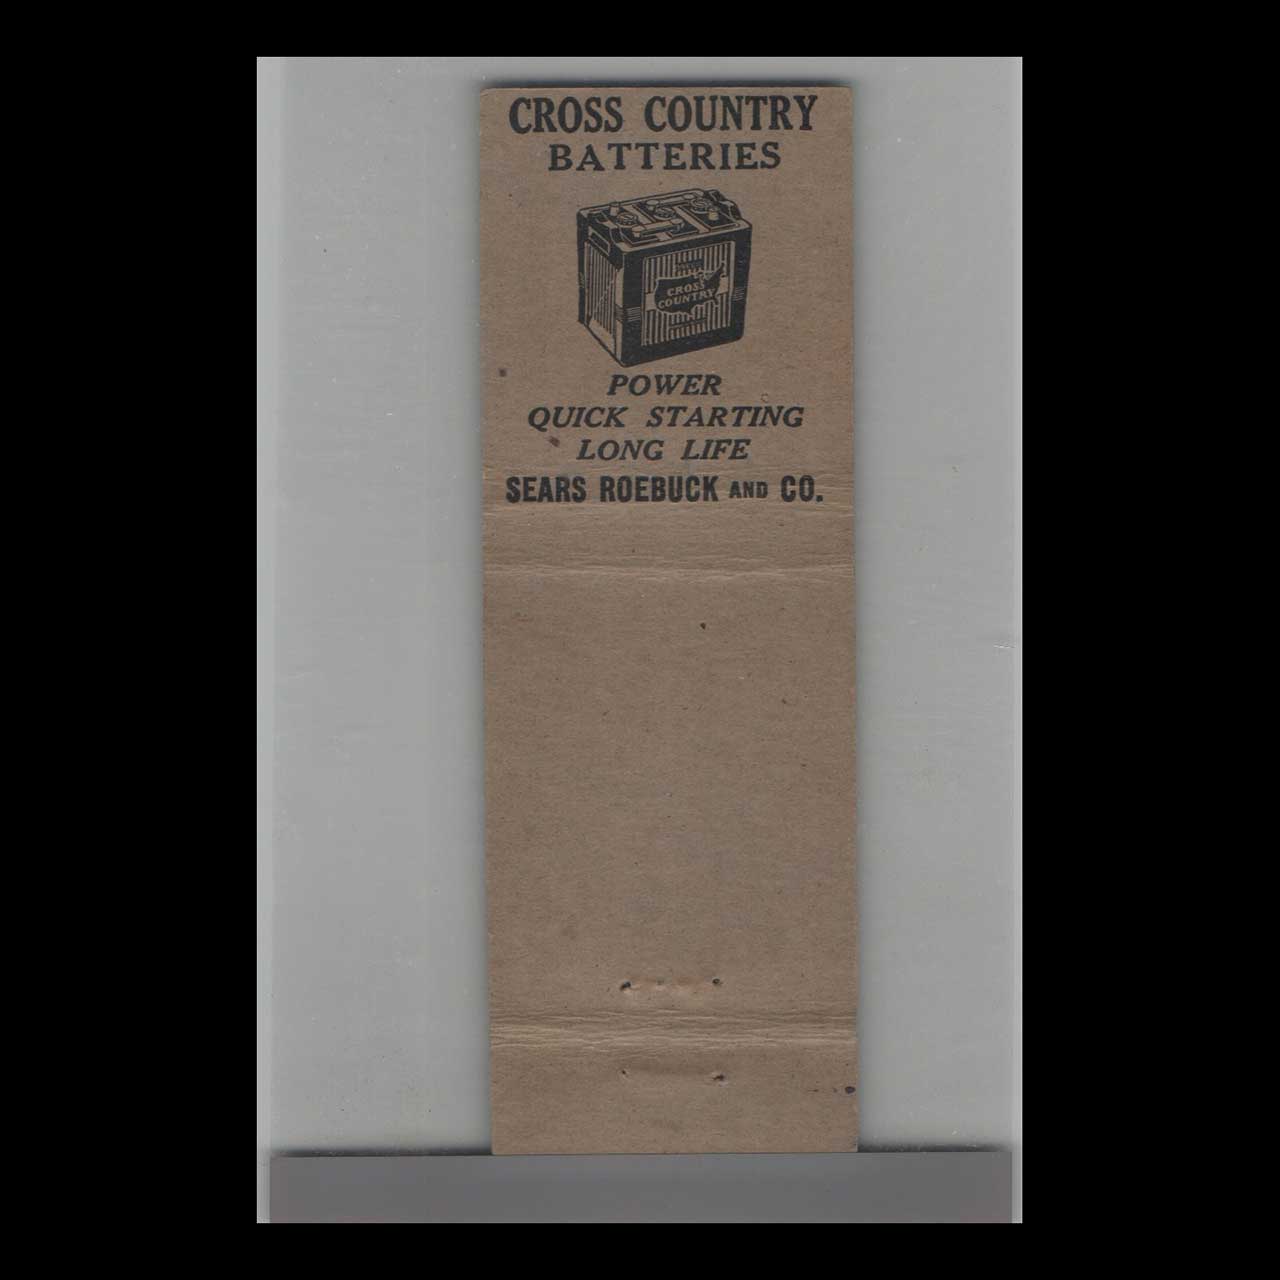 CROSS COUNTRY
BATTERIES
CROSS
COUNTRY
POWER
QUICK STARTING
LONG LIFE
SEARS ROEBUCK AND CO.